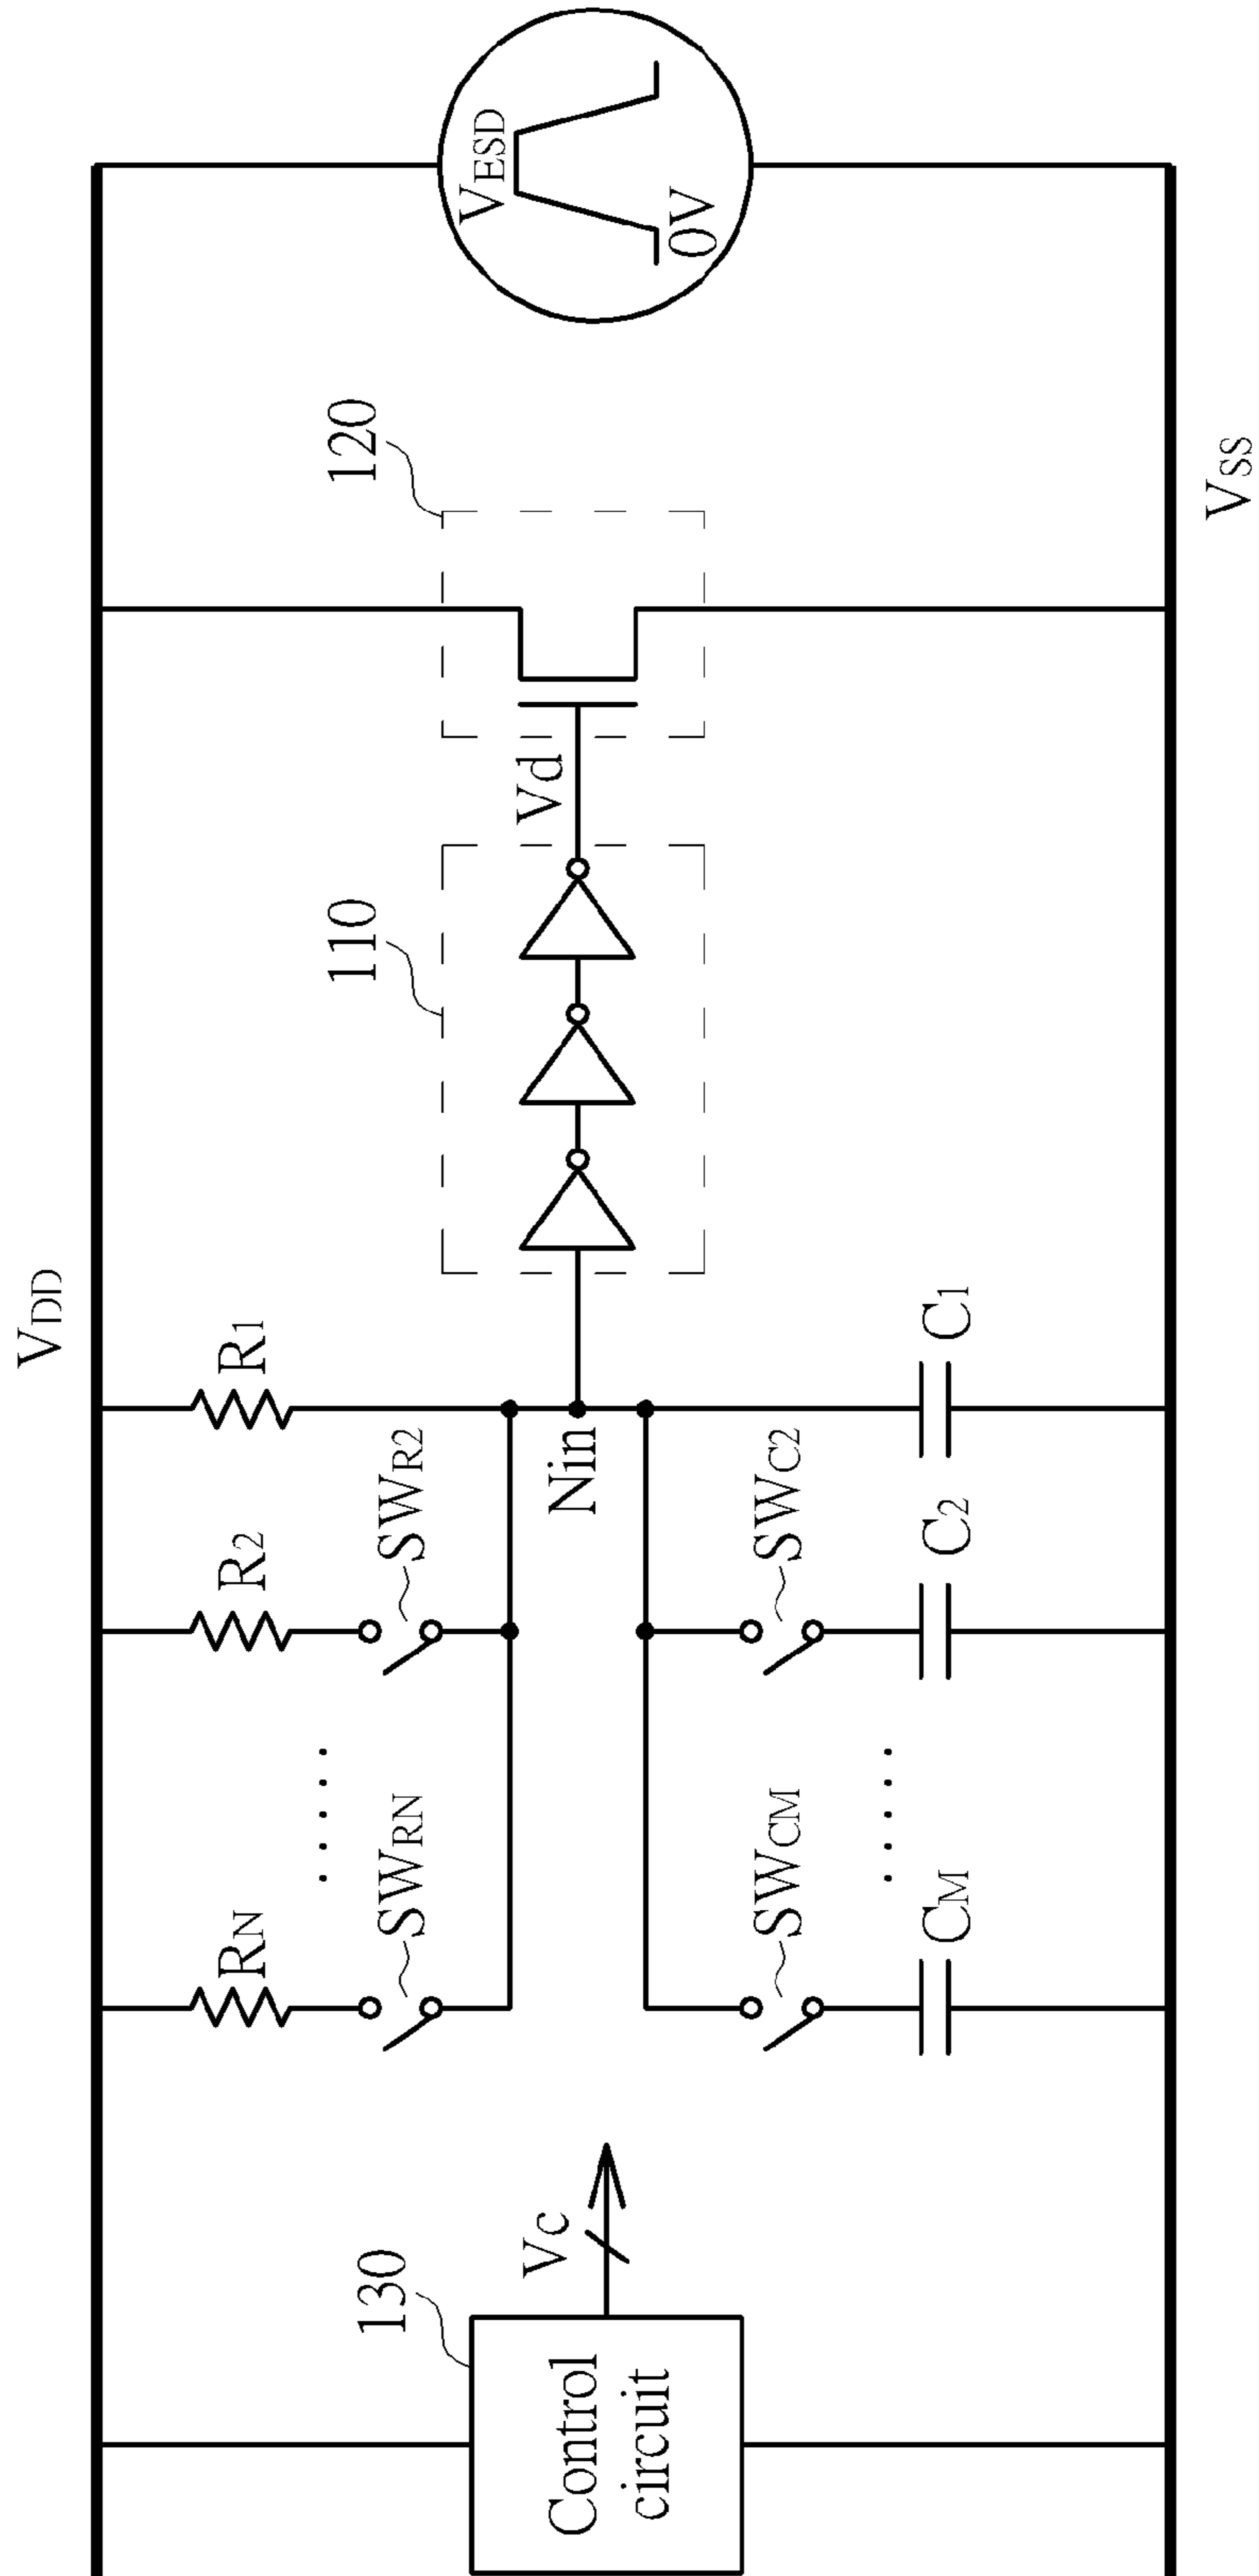 VDD
130
Control
circuit
Vc
RN
SWRN
.....
R2
SWR2
R1
Nin
SWCM
CM
.....
SWC2
C2
C1
110
Vd
120
VESD
0V
VSS